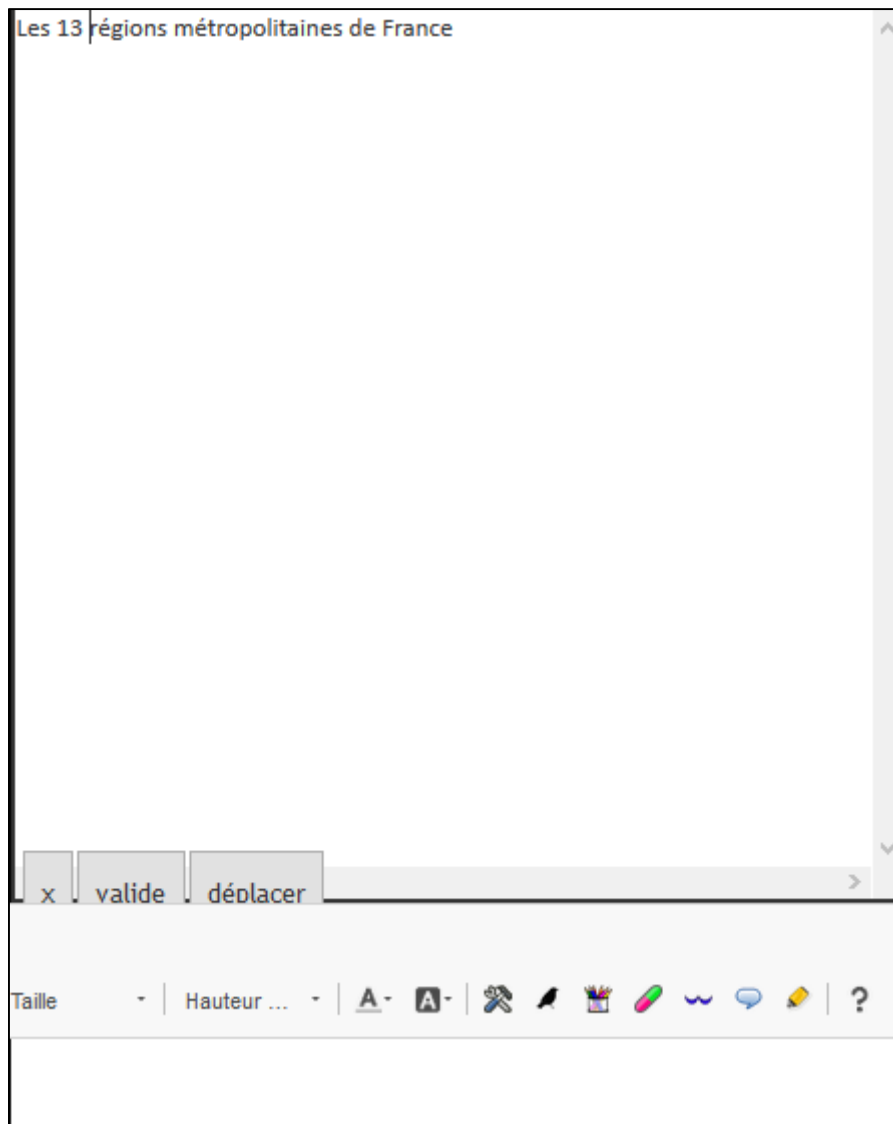 Les 13 régions métropolitaines de France
x valide déplacer
Taille Hauteur ... A A ?